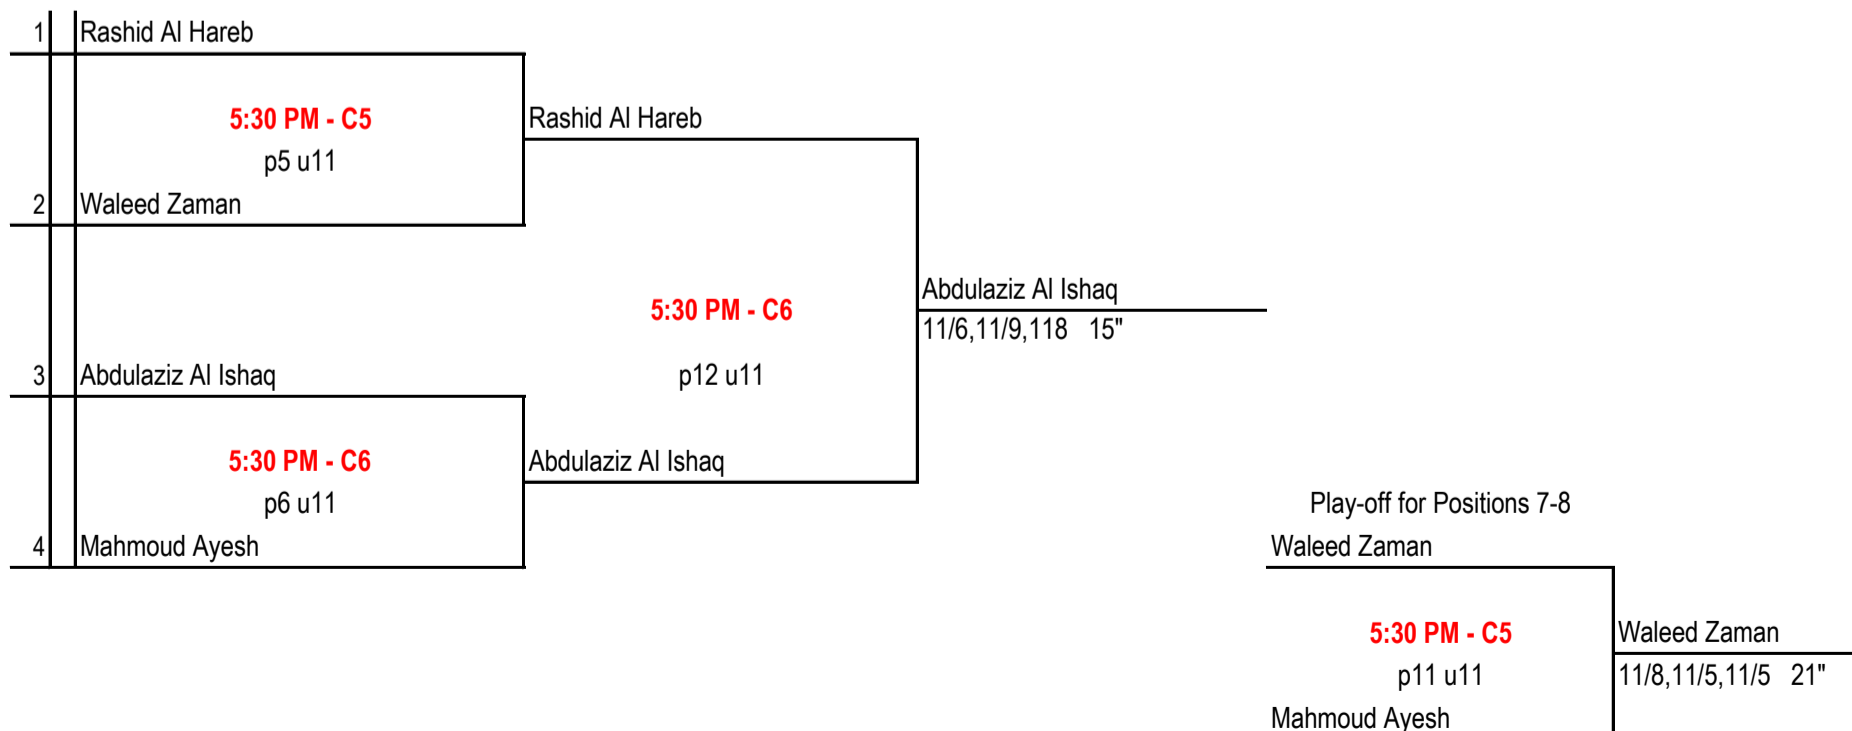 1 Rashid Al Hareb
5:30 PM - C5
Rashid Al Hareb
p5 u11
2 Waleed Zaman
Abdulaziz Al Ishaq
5:30 PM - C6
11/6,11/9,118 15"
3 Abdulaziz Al Ishaq
p12 u11
5:30 PM - C6
Abdulaziz Al Ishaq
p6 u11
Play-off for Positions 7-8
4 Mahmoud Ayesh
Waleed Zaman
5:30 PM - C5
Waleed Zaman
p11 u11
11/8,11/5,11/5 21"
Mahmoud Ayesh